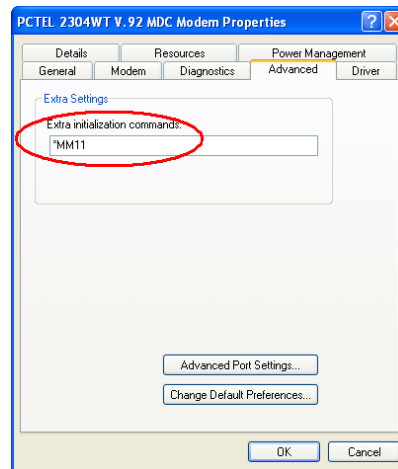 PCTEL 2304WT V.92 MDC Modem Properties
Details Resources Power Management
General Modem Diagnostics Advanced Driver
Extra Settings
Extra initialization commands:
*MM11
Advanced Port Settings...
Change Default Preferences...
OK Cancel